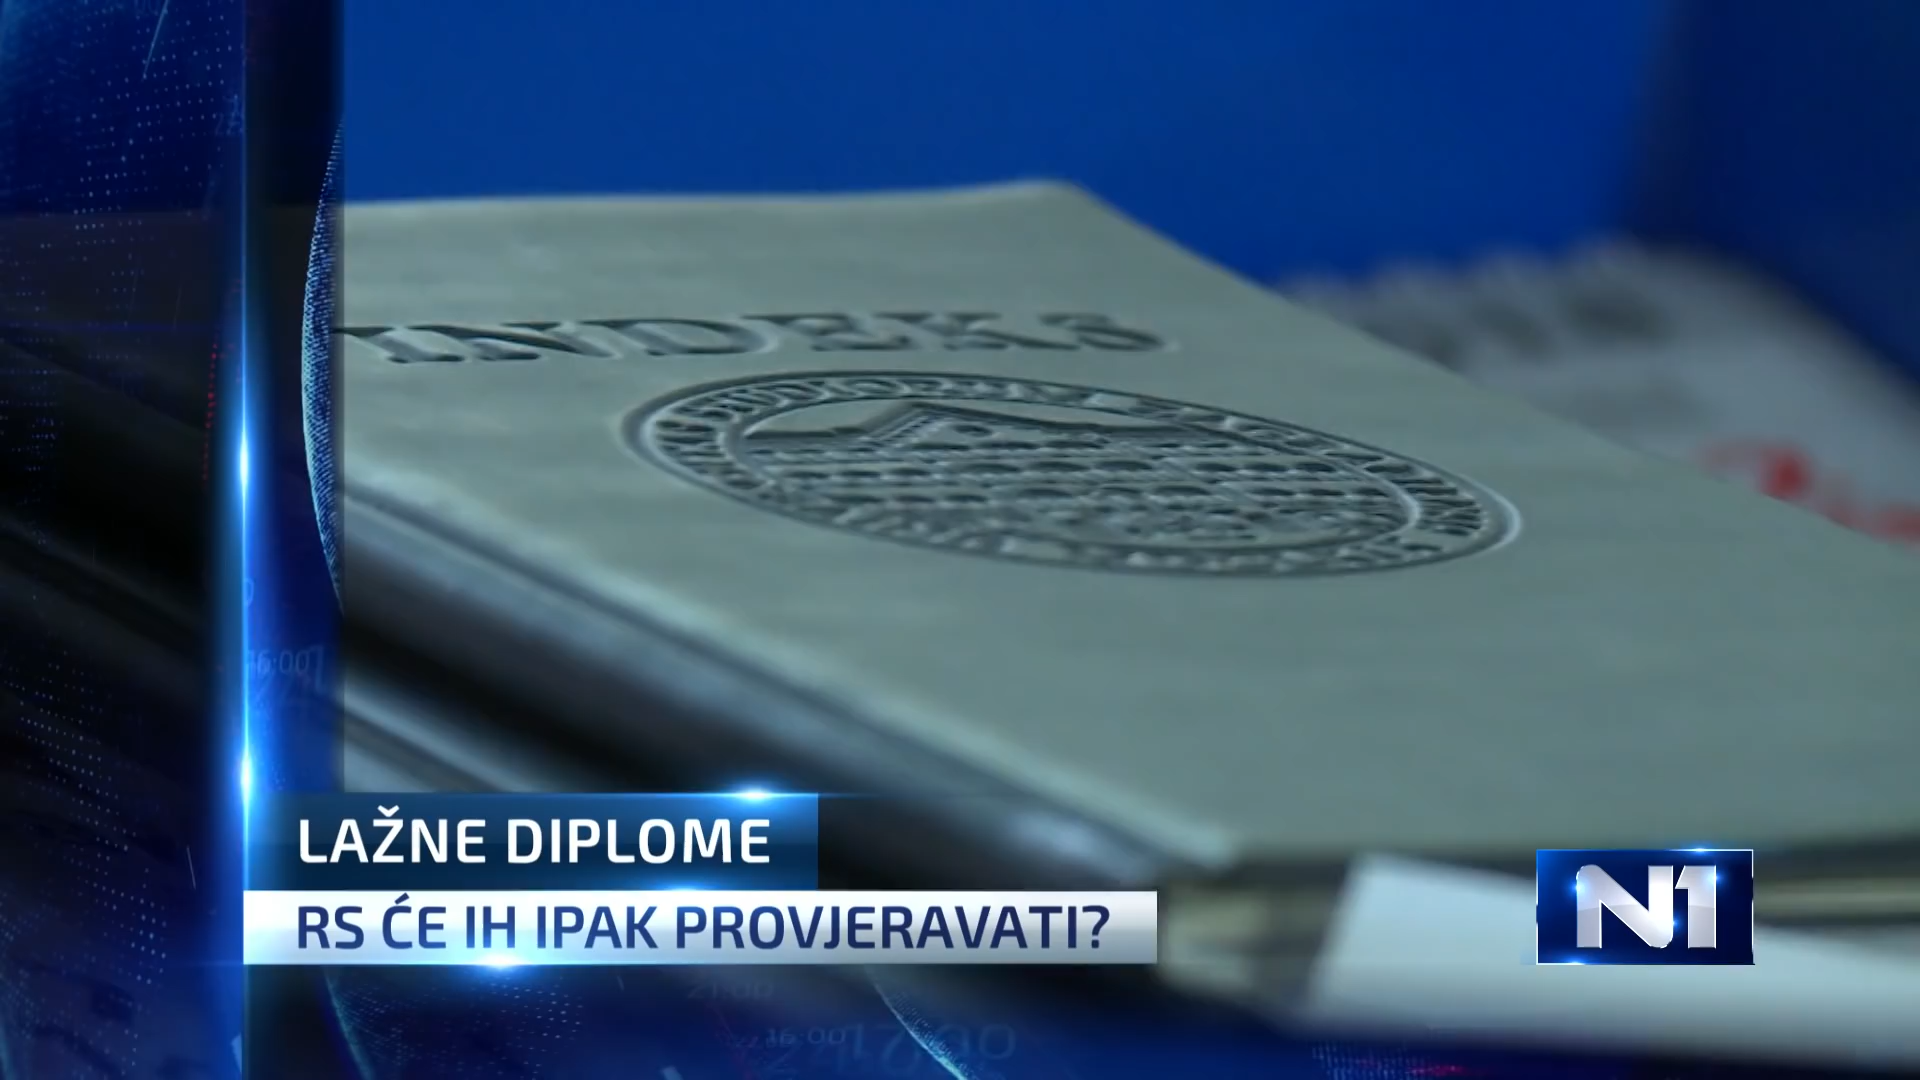 INDEKS
LAŽNE DIPLOME
RS ĆE IH IPAK PROVJERAVATI?
N1